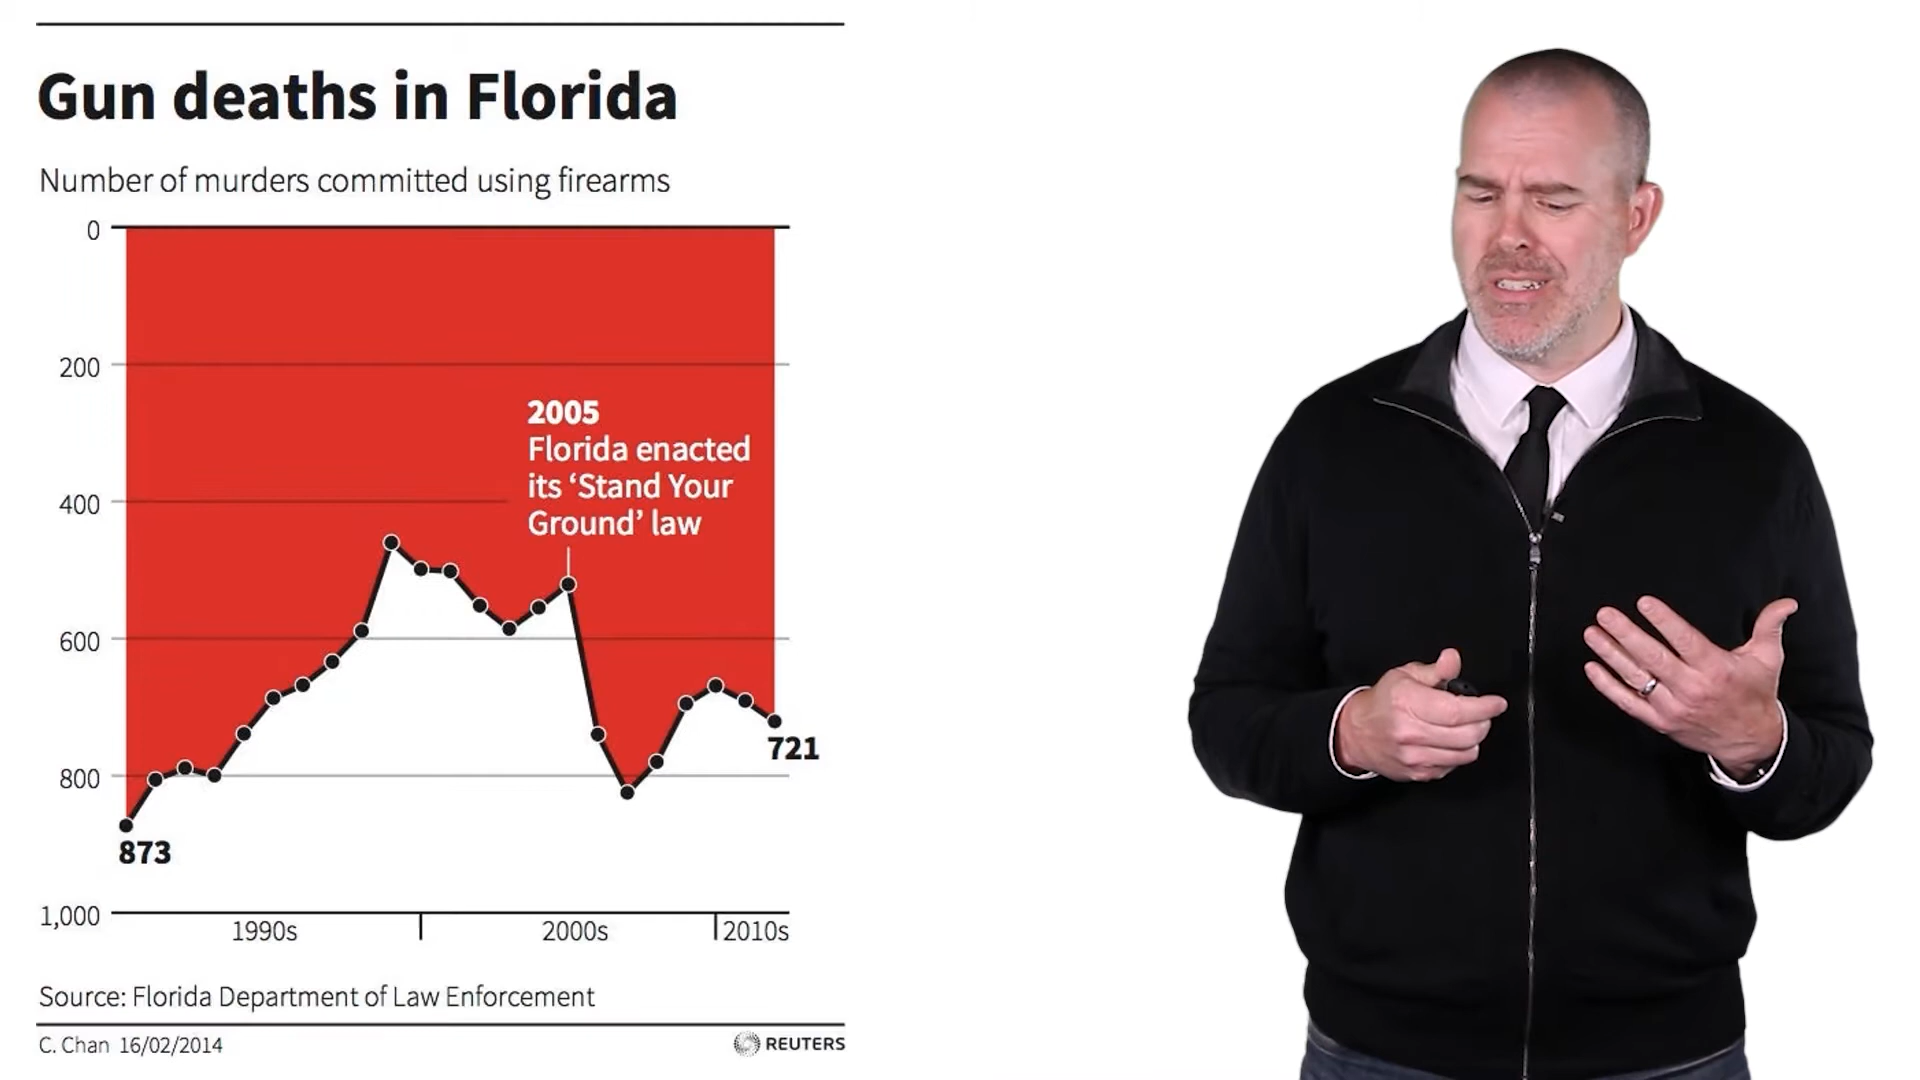 Gun deaths in Florida
Number of murders committed using firearms
0
200
2005
Florida enacted
its ‘Stand Your
Ground’ law
400
600
721
800
873
1,000
1990s
2000s
2010s
Source: Florida Department of Law Enforcement
C. Chan 16/02/2014
REUTERS